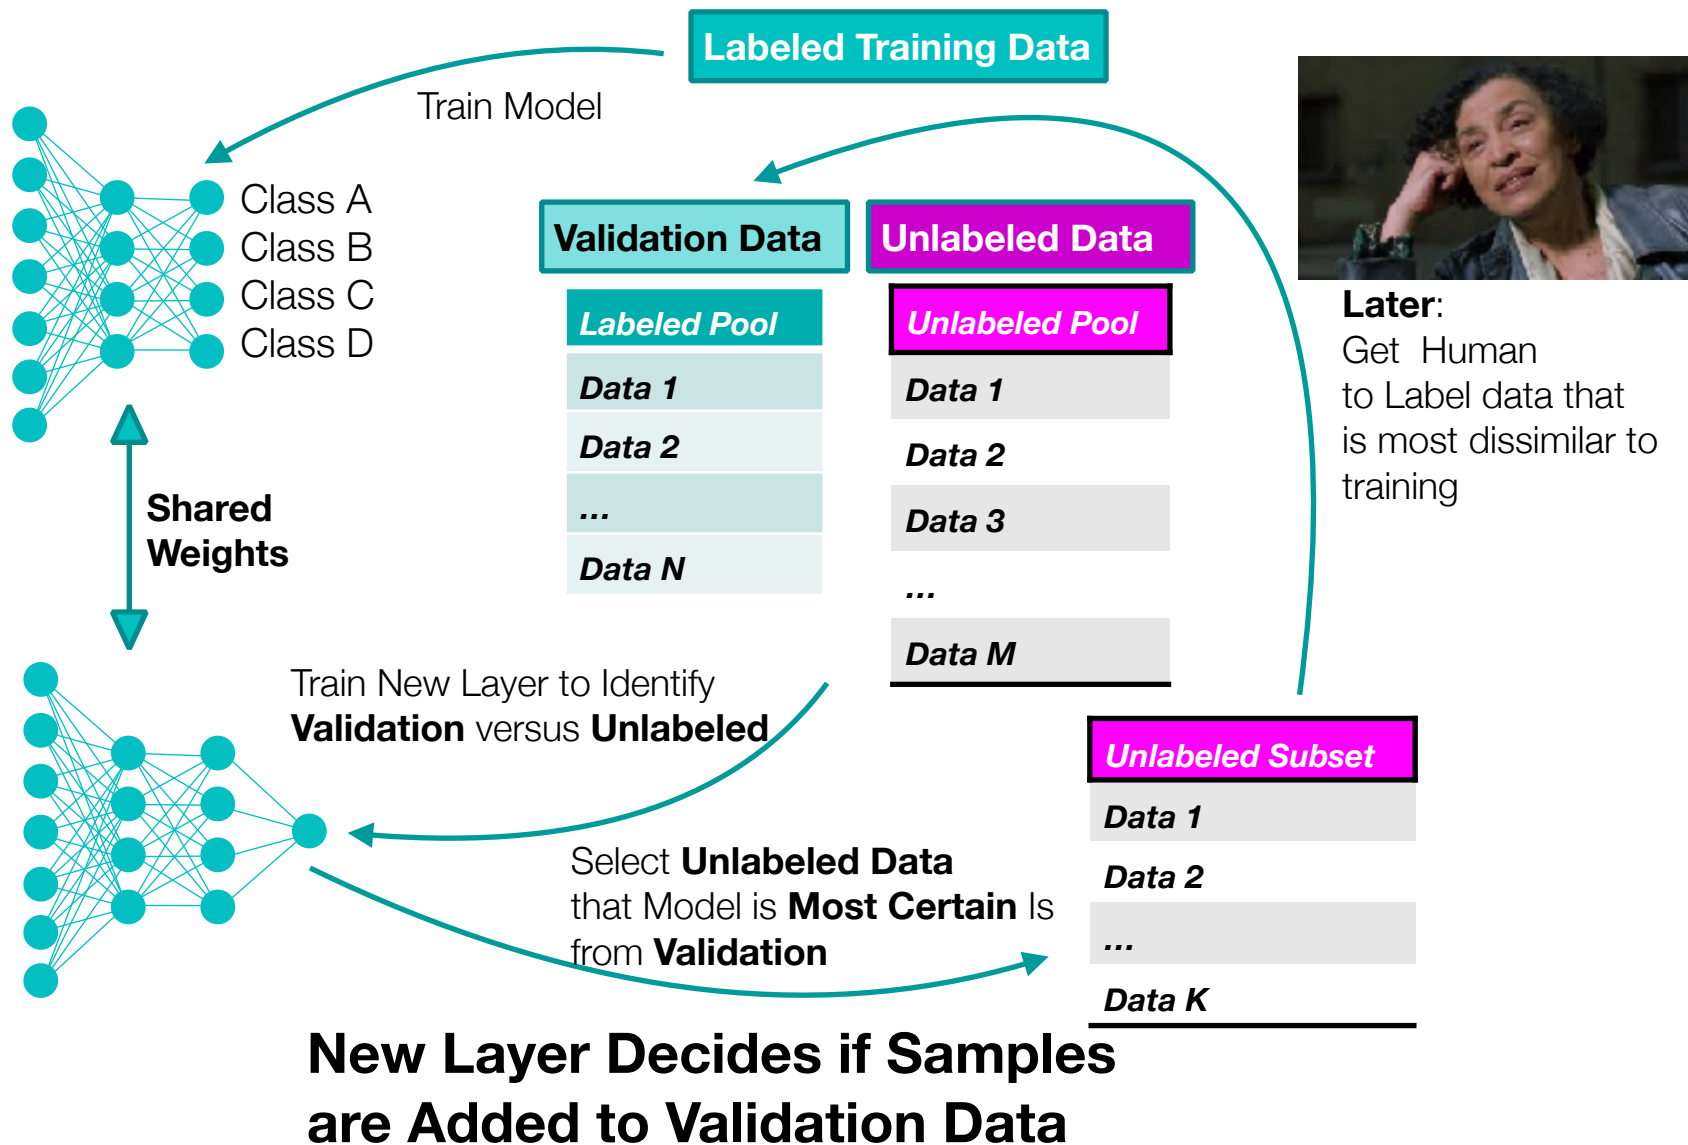 Labeled Training Data
Train Model
Class A
Class B
Class C
Class D
Validation Data
Labeled Pool
Data 1
Data 2
...
Data N
Unlabeled Data
Unlabeled Pool
Data 1
Data 2
Data 3
...
Data M
Later:
Get Human
to Label data that
is most dissimilar to
training
Shared
Weights
Train New Layer to Identify
Validation versus Unlabeled
Select Unlabeled Data
that Model is Most Certain Is
from Validation
Unlabeled Subset
Data 1
Data 2
...
Data K
New Layer Decides if Samples
are Added to Validation Data